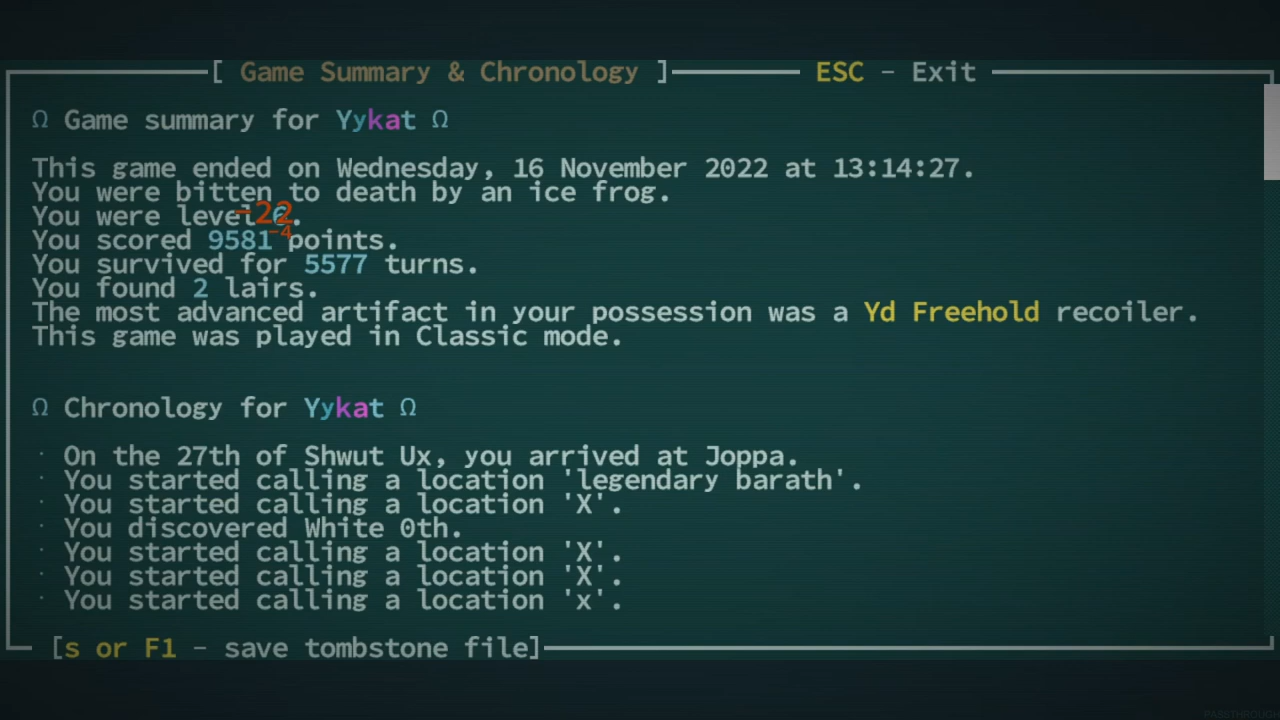 [ Game Summary & Chronology ] ESC - Exit
Ω Game summary for Yykat Ω
This game ended on Wednesday, 16 November 2022 at 13:14:27.
You were bitten to death by an ice frog.
You were level 26.
-22
You scored 9581 points.
-4
You survived for 5577 turns.
You found 2 lairs.
The most advanced artifact in your possession was a Yd Freehold recoiler.
This game was played in Classic mode.
Ω Chronology for Yykat Ω
· On the 27th of Shwut Ux, you arrived at Joppa.
· You started calling a location 'legendary barath'.
· You started calling a location 'X'.
· You discovered White 0th.
· You started calling a location 'X'.
· You started calling a location 'X'.
· You started calling a location 'x'.
[s or F1 - save tombstone file]